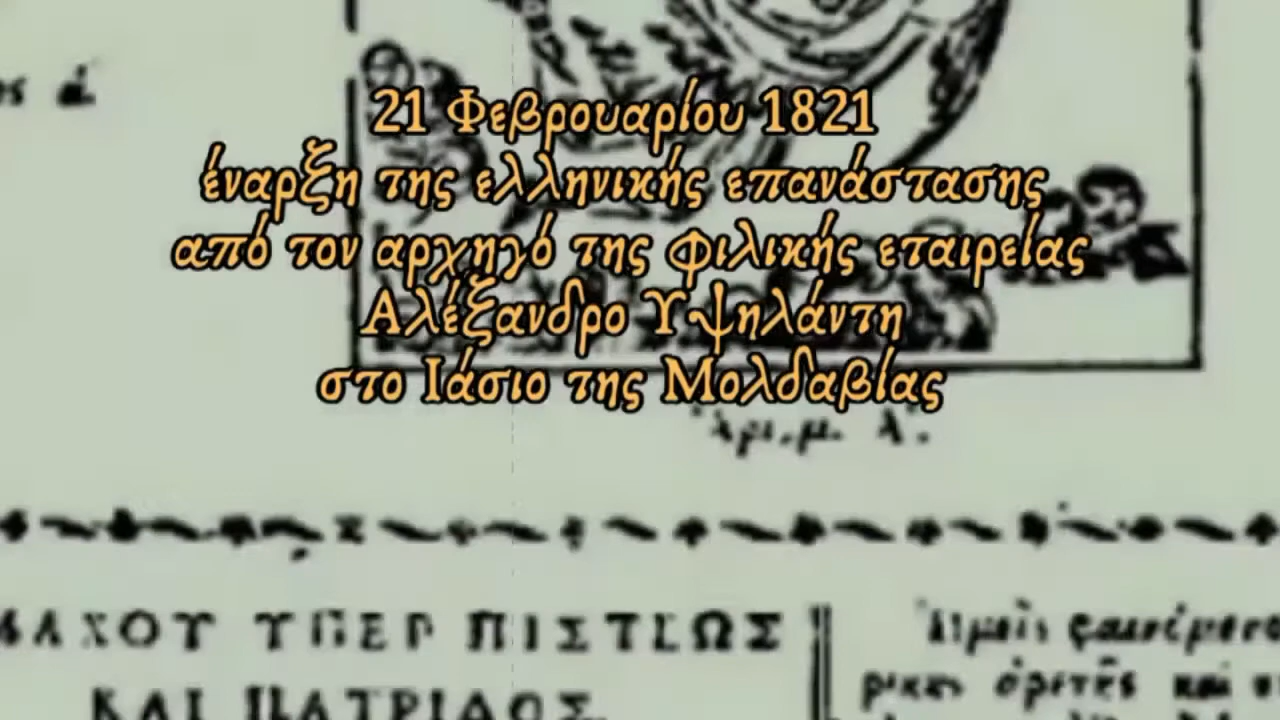 21 Φεβρουαρίου 1821
έναρξη της ελληνικής επανάστασης
από τον αρχηγό της φιλικής εταιρείας
Αλέξανδρο Υψηλάντη
στο Ιάσιο της Μολδαβίας
ΥΠΕΡ ΠΙΣΤΕΩΣ
ΚΑΙ ΠΑΤΡΙΔΟΣ